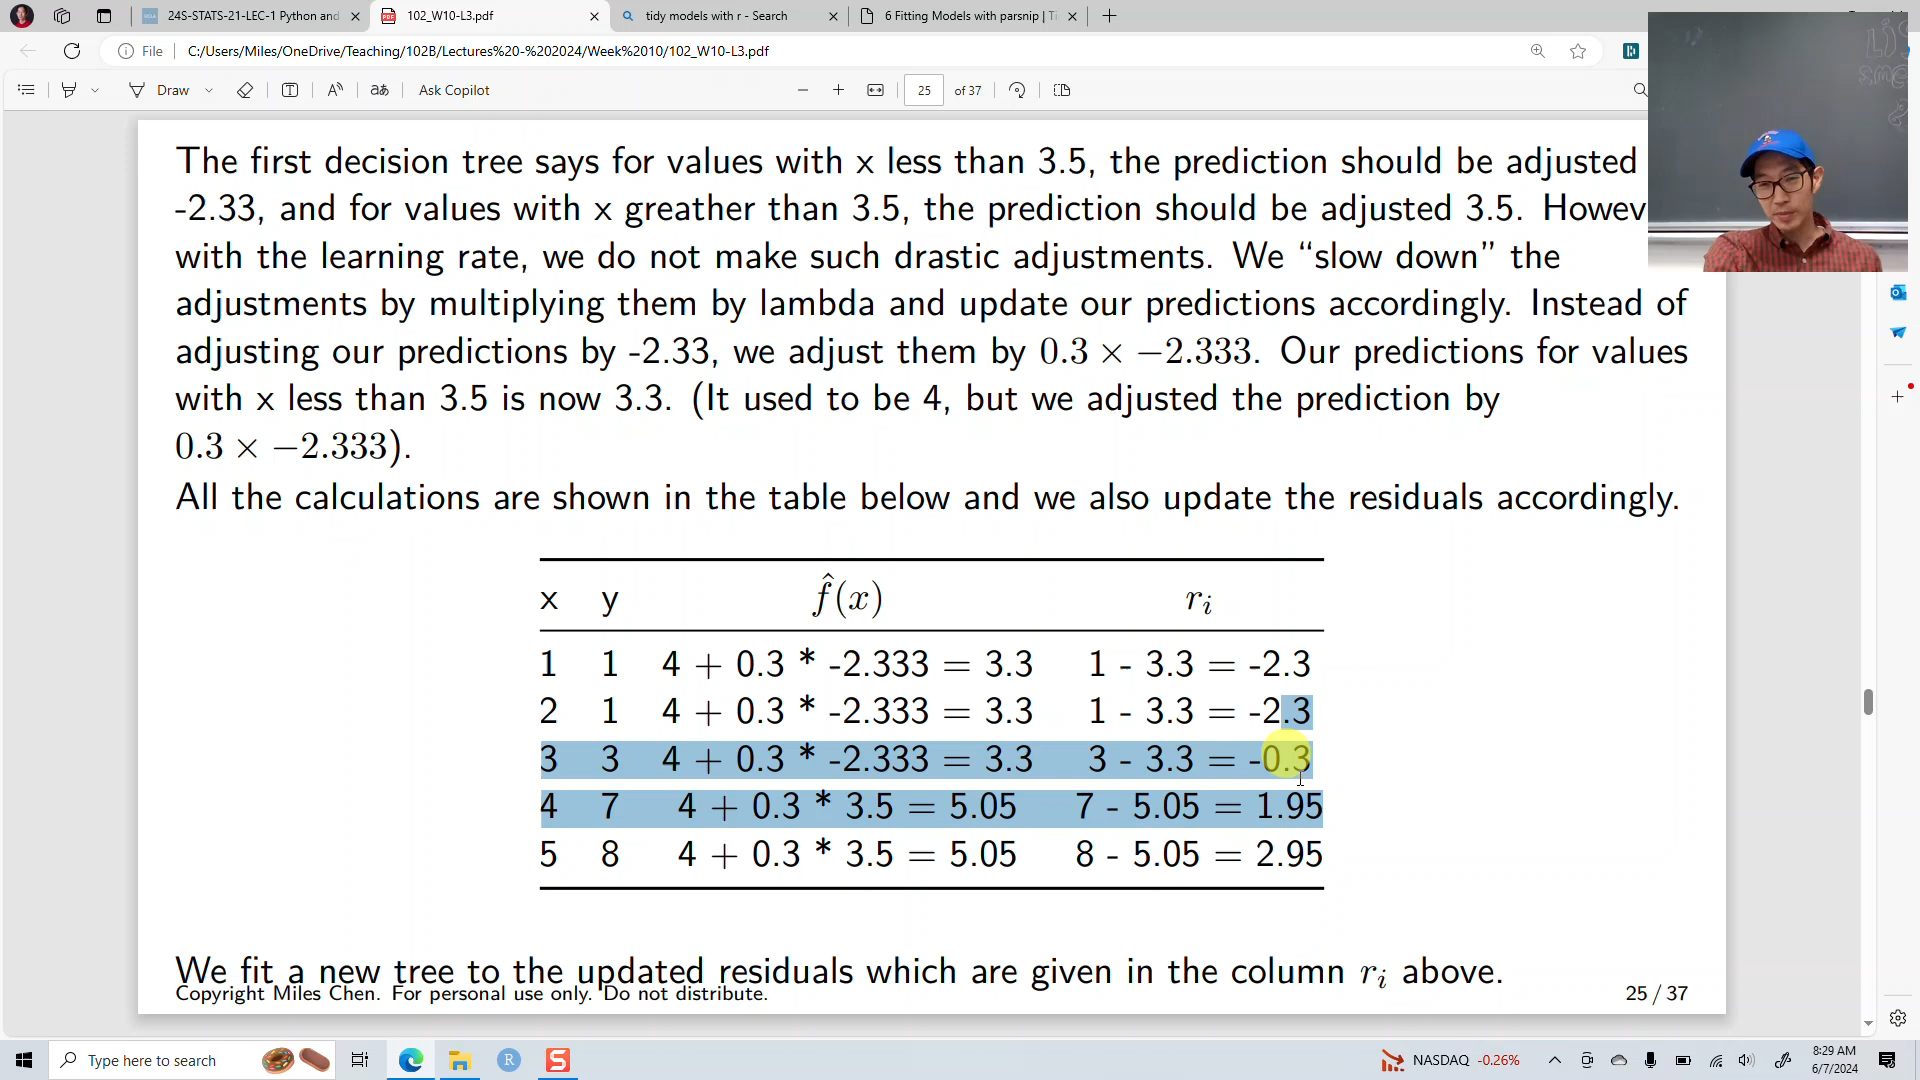 24S-STATS-21-LEC-1 Python and
102_W10-L3.pdf
tidy models with r - Search
6 Fitting Models with parsnip | Ti
File
C:/Users/Miles/OneDrive/Teaching/102B/Lectures%20-%202024/Week%2010/102_W10-L3.pdf
Draw
Ask Copilot
25
of 37
The first decision tree says for values with x less than 3.5, the prediction should be adjusted
-2.33, and for values with x greather than 3.5, the prediction should be adjusted 3.5. Howev
with the learning rate, we do not make such drastic adjustments. We “slow down” the
adjustments by multiplying them by lambda and update our predictions accordingly. Instead of
adjusting our predictions by -2.33, we adjust them by 0.3 × −2.333. Our predictions for values
with x less than 3.5 is now 3.3. (It used to be 4, but we adjusted the prediction by
0.3 × −2.333).
All the calculations are shown in the table below and we also update the residuals accordingly.
x y f̂(x) rᵢ
1 1 4 + 0.3 * -2.333 = 3.3 1 - 3.3 = -2.3
2 1 4 + 0.3 * -2.333 = 3.3 1 - 3.3 = -2.3
3 3 4 + 0.3 * -2.333 = 3.3 3 - 3.3 = -0.3
4 7 4 + 0.3 * 3.5 = 5.05 7 - 5.05 = 1.95
5 8 4 + 0.3 * 3.5 = 5.05 8 - 5.05 = 2.95
We fit a new tree to the updated residuals which are given in the column rᵢ above.
Copyright Miles Chen. For personal use only. Do not distribute.
25 / 37
Type here to search
NASDAQ -0.26%
8:29 AM
6/7/2024